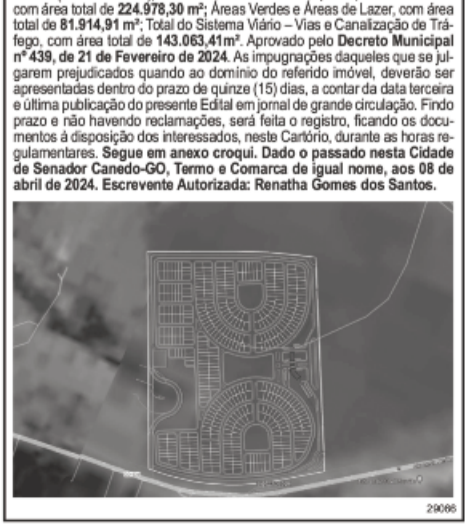 com área total de 224.978,30 m²; Áreas Verdes e Áreas de Lazer, com área
total de 81.914,91 m²; Total do Sistema Viário – Vias e Canalização de Trá-
fego, com área total de 143.063,41m². Aprovado pelo Decreto Municipal
nº 439, de 21 de Fevereiro de 2024. As impugnações daqueles que se jul-
garem prejudicados quando ao domínio do referido imóvel, deverão ser
apresentadas dentro do prazo de quinze (15) dias, a contar da data terceira
e última publicação do presente Edital em jornal de grande circulação. Findo
prazo e não havendo reclamações, será feita o registro, ficando os docu-
mentos á disposição dos interessados, neste Cartório, durante as horas re-
gulamentares. Segue em anexo croqui. Dado o passado nesta Cidade
de Senador Canedo-GO, Termo e Comarca de igual nome, aos 08 de
abril de 2024. Escrevente Autorizada: Renatha Gomes dos Santos.
29066